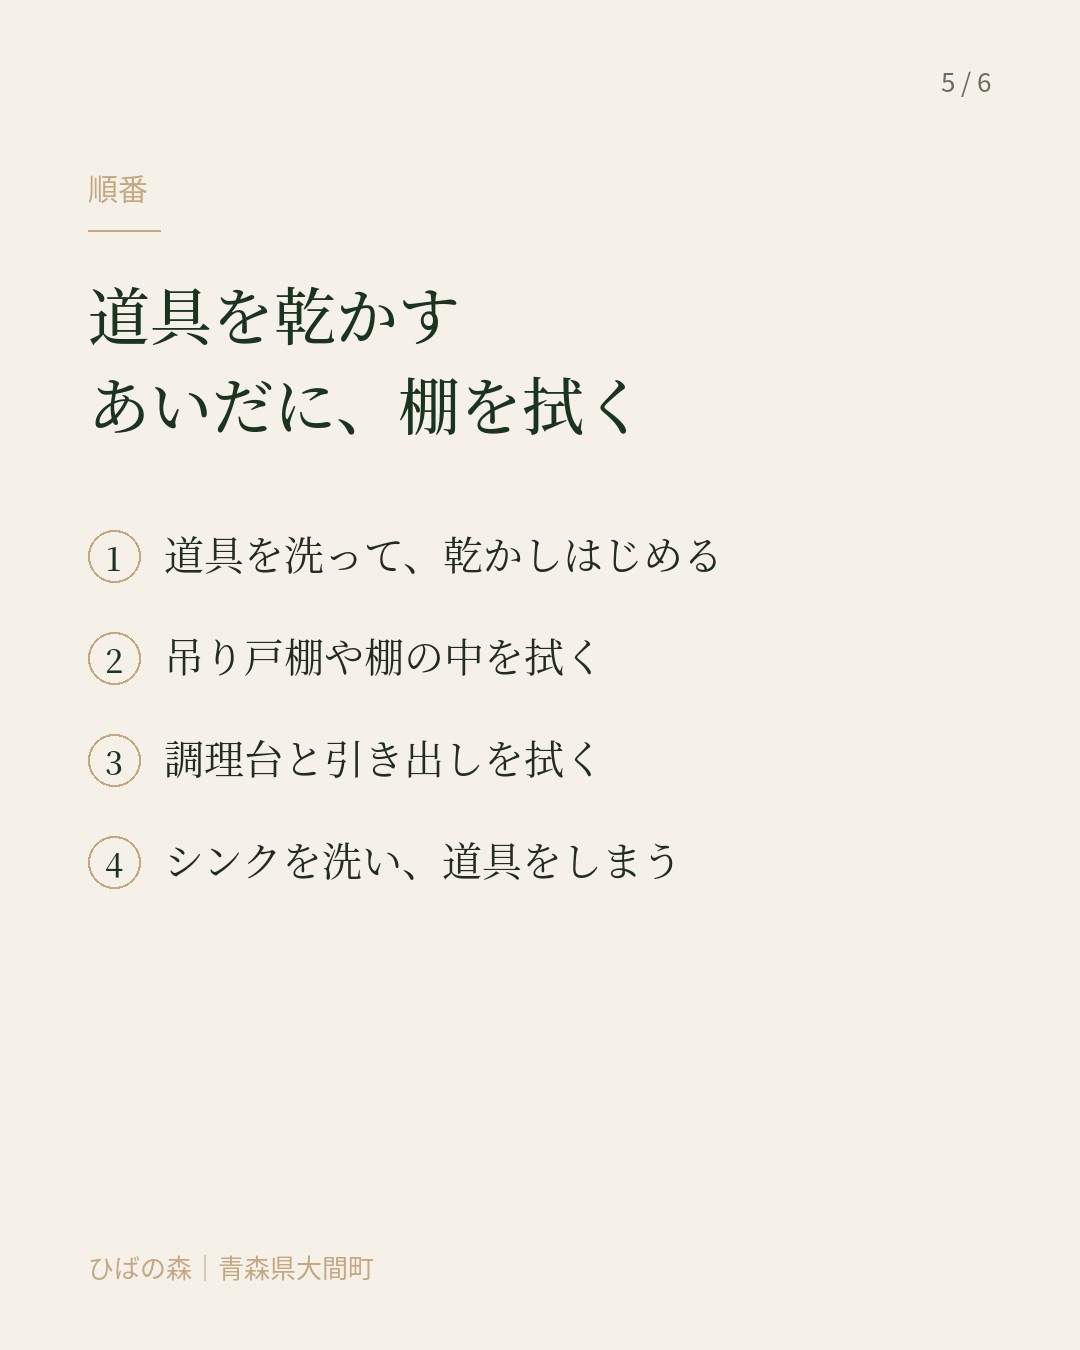 5 / 6
順番
道具を乾かす
あいだに、棚を拭く
1 道具を洗って、乾かしはじめる
2 吊り戸棚や棚の中を拭く
3 調理台と引き出しを拭く
4 シンクを洗い、道具をしまう
ひばの森｜青森県大間町